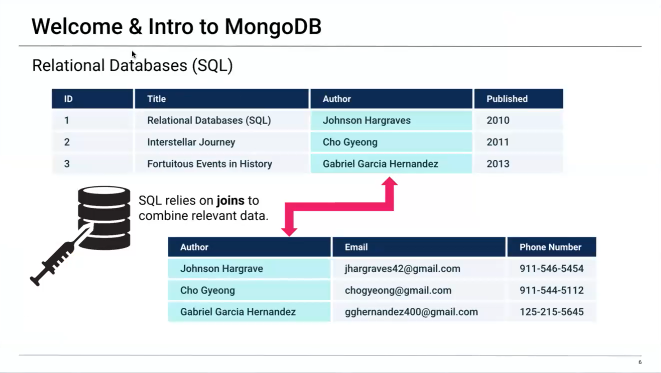 Welcome & Intro to MongoDB
Relational Databases (SQL)
ID Title Author Published
1 Relational Databases (SQL) Johnson Hargraves 2010
2 Interstellar Journey Cho Gyeong 2011
3 Fortuitous Events in History Gabriel Garcia Hernandez 2013
SQL relies on joins to
combine relevant data.
Author Email Phone Number
Johnson Hargrave jhargraves42@gmail.com 911-546-5454
Cho Gyeong chogyeong@gmail.com 911-544-5112
Gabriel Garcia Hernandez gghernandez400@gmail.com 125-215-5645
6